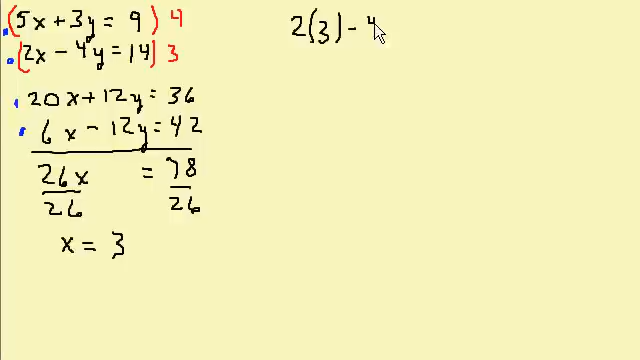 (5x + 3y = 9) 4
(2x - 4y = 14) 3
20x + 12y = 36
6x - 12y = 42
26x = 78
26 26
x = 3
2(3) - 4